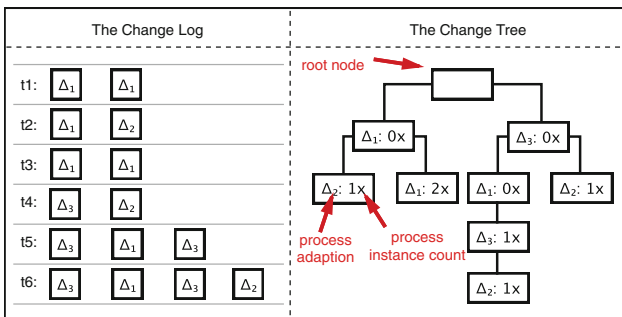 The Change Log
The Change Tree
t1: Δ1 Δ1
t2: Δ1 Δ2
t3: Δ1 Δ1
t4: Δ3 Δ2
t5: Δ3 Δ1 Δ3
t6: Δ3 Δ1 Δ3 Δ2
root node
Δ1: 0x Δ3: 0x
Δ2: 1x Δ1: 2x Δ1: 0x Δ2: 1x
process
adaption
process
instance count
Δ3: 1x
Δ2: 1x